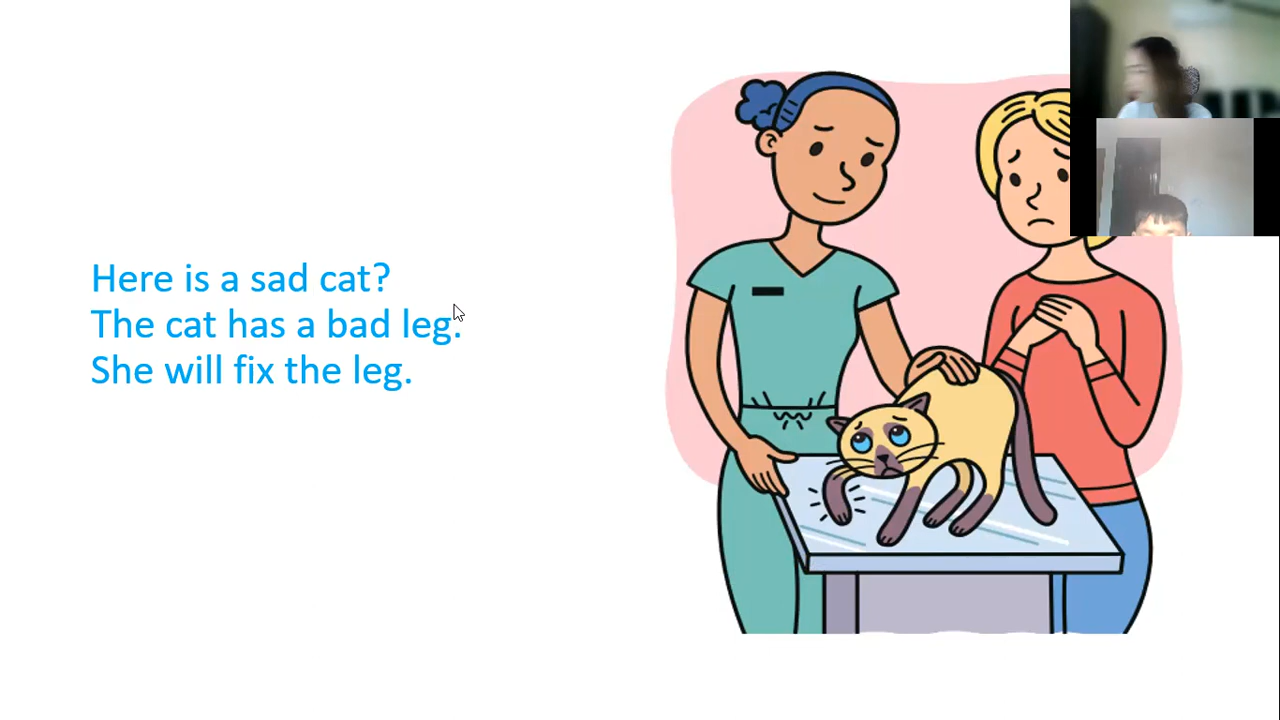 Here is a sad cat?
The cat has a bad leg.
She will fix the leg.